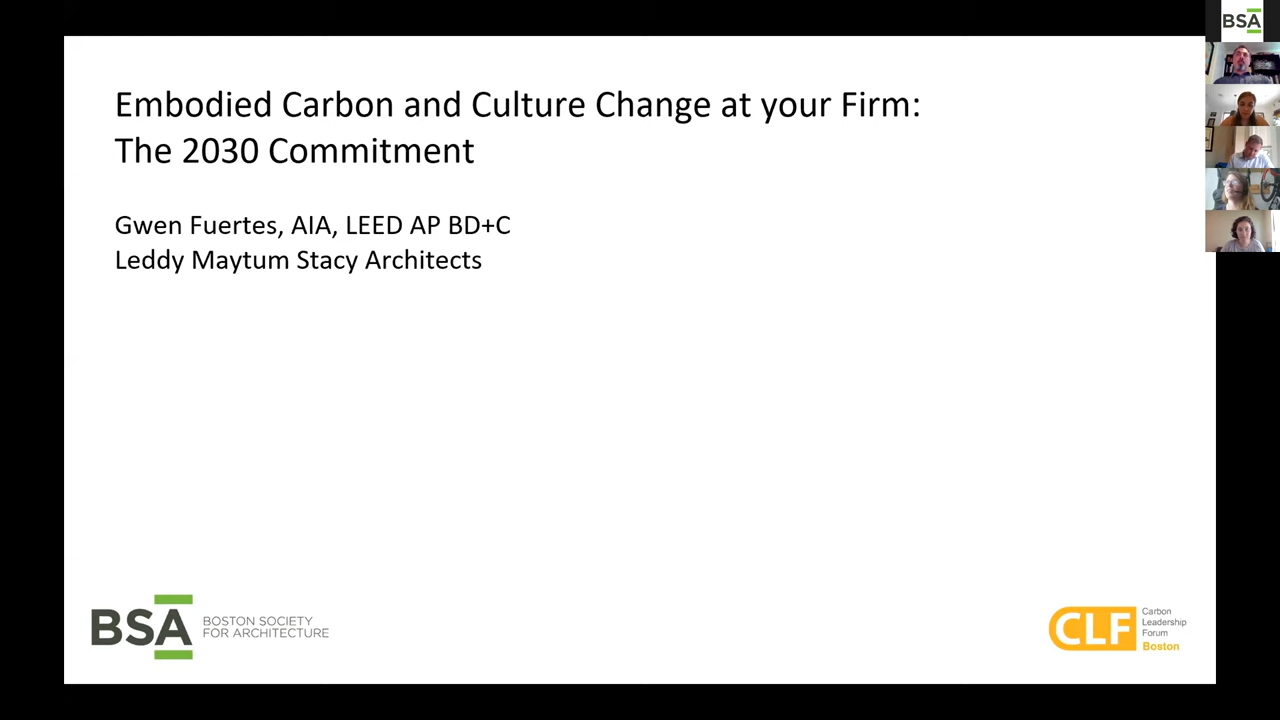 Embodied Carbon and Culture Change at your Firm:
The 2030 Commitment
Gwen Fuertes, AIA, LEED AP BD+C
Leddy Maytum Stacy Architects
BSA
BOSTON SOCIETY
FOR ARCHITECTURE
CLF
Carbon
Leadership
Forum
Boston
BSA